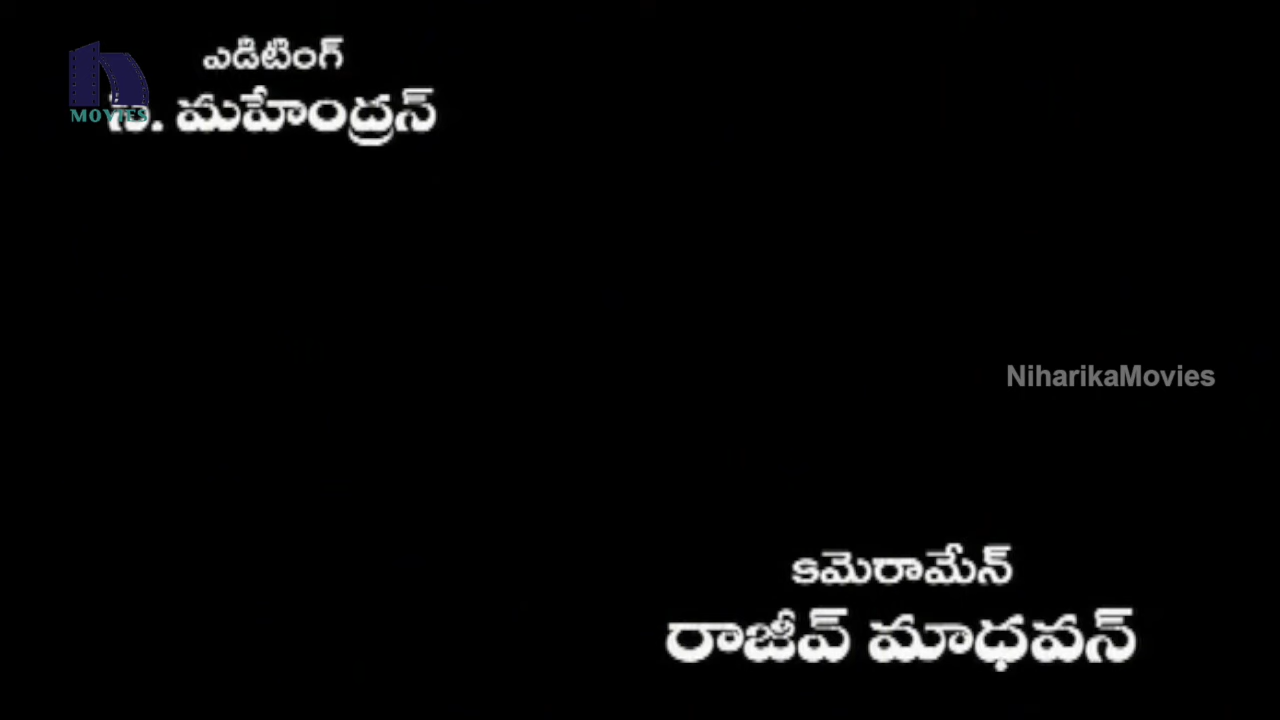 ఎడిటింగ్
మహేంద్రన్
MOVIES
NiharikaMovies
కెమెరామేన్
రాజీవ్ మాధవన్